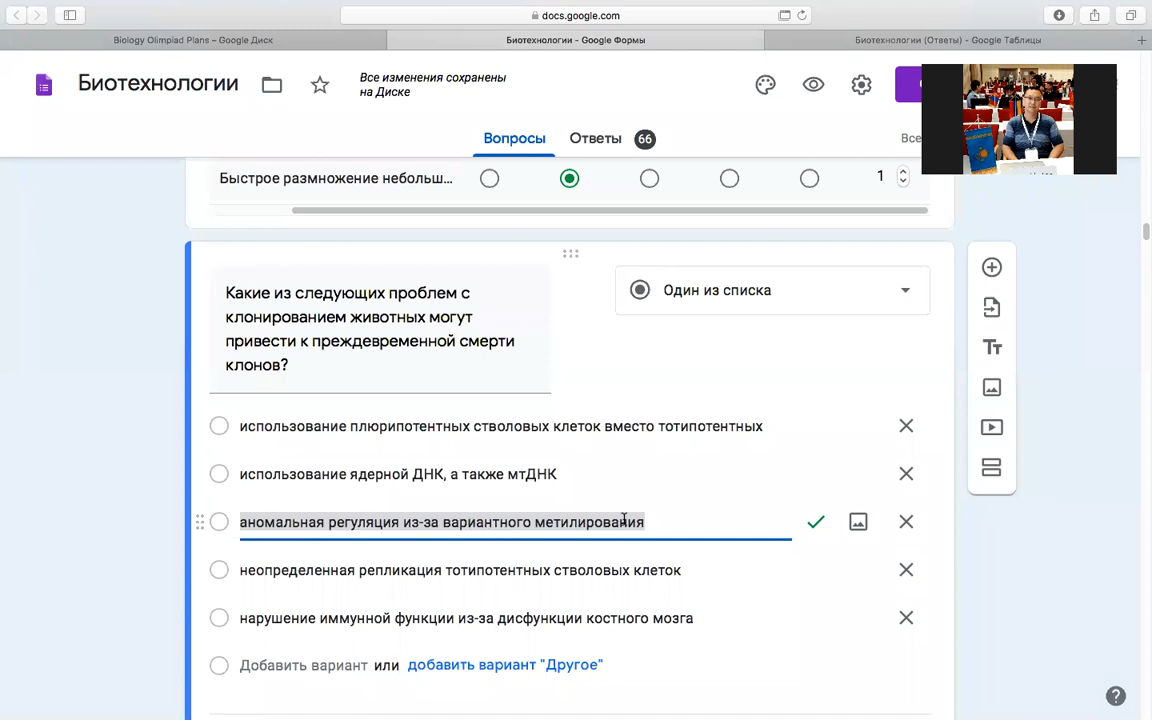 docs.google.com
Biology Olimpiad Plans – Google Диск
Биотехнологии - Google Формы
Биотехнологии (Ответы) - Google Таблицы
Биотехнологии
Все изменения сохранены
на Диске
Вопросы
Ответы
66
Все
Быстрое размножение небольш...
1
Какие из следующих проблем с
клонированием животных могут
привести к преждевременной смерти
клонов?
Один из списка
использование плюрипотентных стволовых клеток вместо тотипотентных
использование ядерной ДНК, а также мтДНК
аномальная регуляция из-за вариантного метилирования
неопределенная репликация тотипотентных стволовых клеток
нарушение иммунной функции из-за дисфункции костного мозга
Добавить вариант или добавить вариант "Другое"
Тт